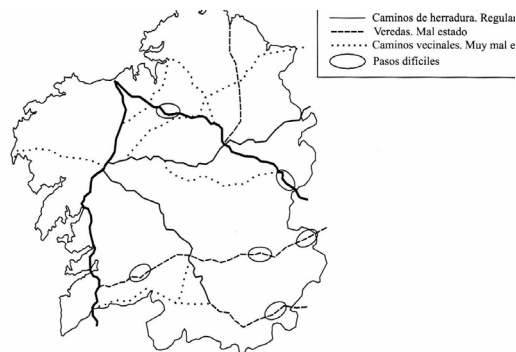 Caminos de herradura. Regular
Veredas. Mal estado
Caminos vecinales. Muy mal e
Pasos difíciles